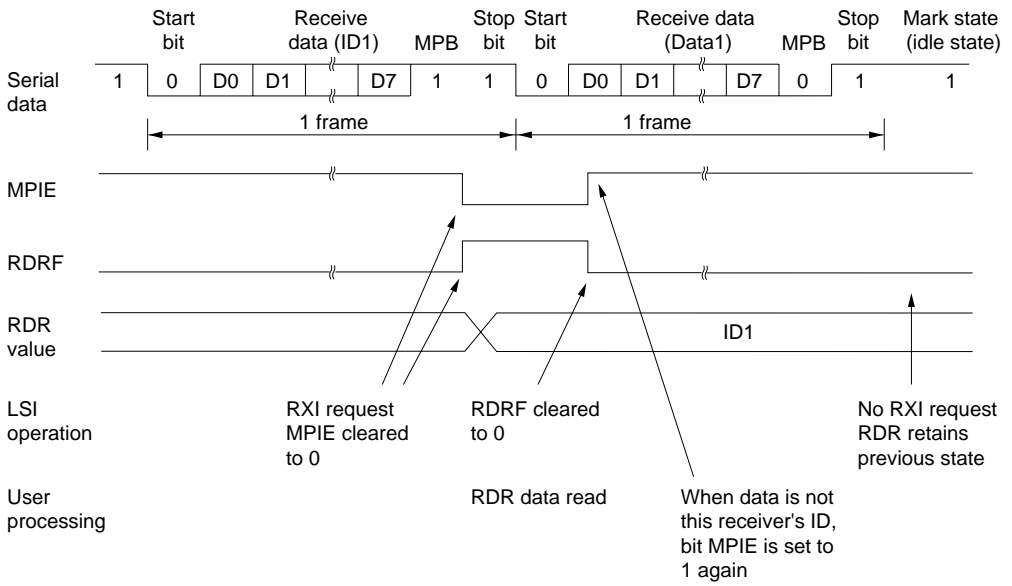 Start bit
Receive data (ID1)
MPB
Stop bit
Start bit
Receive data (Data1)
MPB
Stop bit
Mark state (idle state)
Serial data
1 0 D0 D1 D7 1 1 0 D0 D1 D7 0 1 1
1 frame 1 frame
MPIE
RDRF
RDR value
ID1
LSI operation
RXI request
MPIE cleared
to 0
RDRF cleared
to 0
No RXI request
RDR retains
previous state
User processing
RDR data read
When data is not
this receiver's ID,
bit MPIE is set to
1 again